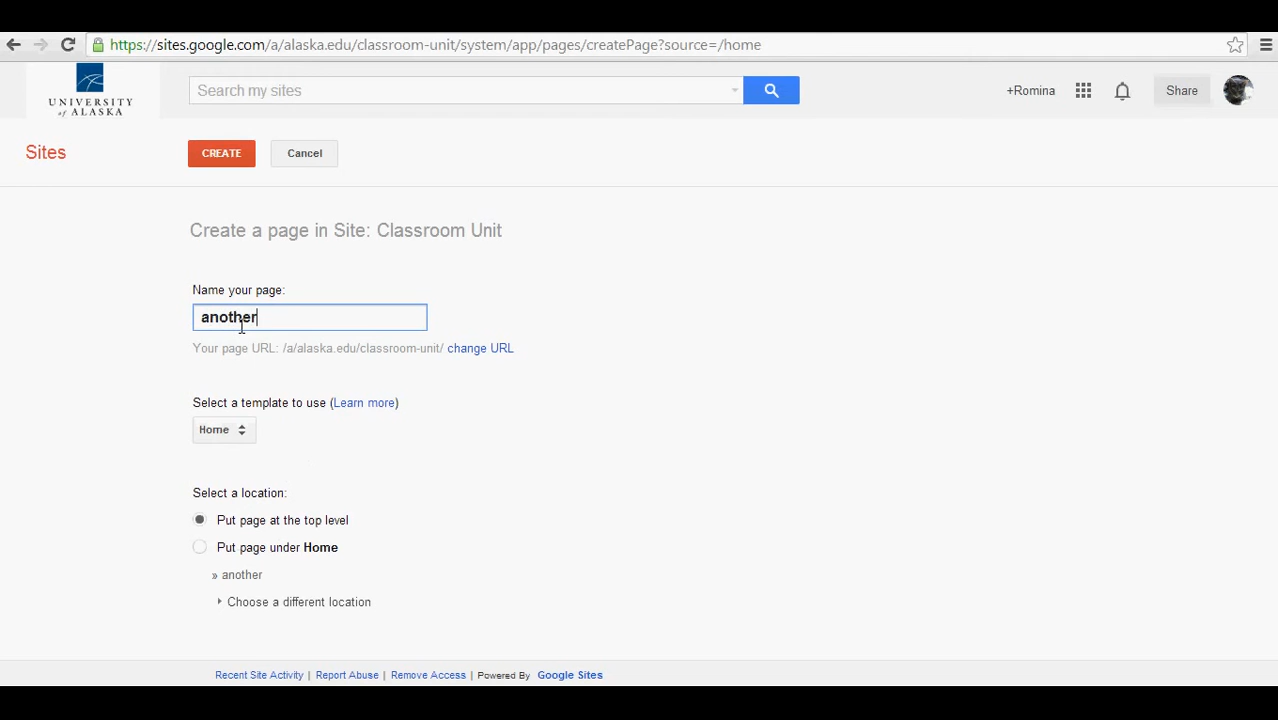 https://sites.google.com/a/alaska.edu/classroom-unit/system/app/pages/createPage?source=/home
UNIVERSITY
of ALASKA
Search my sites
+Romina
Share
Sites
CREATE
Cancel
Create a page in Site: Classroom Unit
Name your page:
another
Your page URL: /a/alaska.edu/classroom-unit/ change URL
Select a template to use (Learn more)
Home
Select a location:
Put page at the top level
Put page under Home
» another
Choose a different location
Recent Site Activity | Report Abuse | Remove Access | Powered By Google Sites